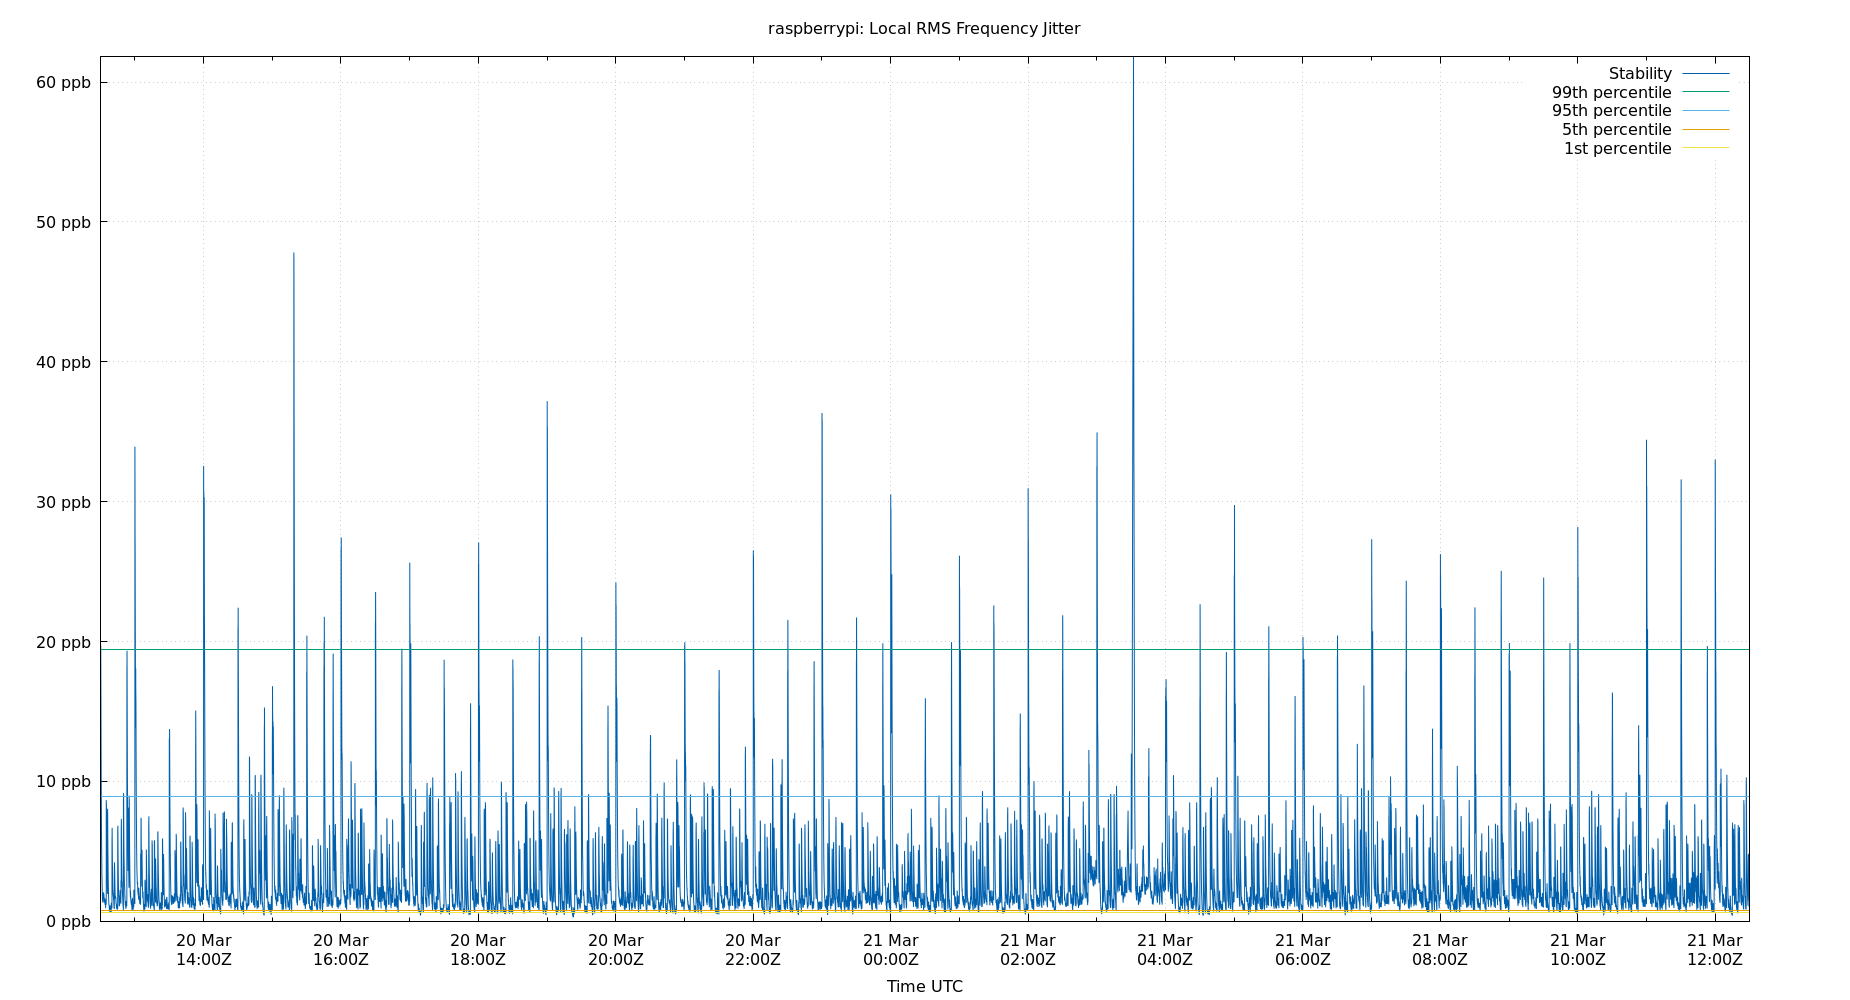 raspberrypi: Local RMS Frequency Jitter
60 ppb
50 ppb
40 ppb
30 ppb
20 ppb
10 ppb
0 ppb
Stability
99th percentile
95th percentile
5th percentile
1st percentile
20 Mar
14:00Z
20 Mar
16:00Z
20 Mar
18:00Z
20 Mar
20:00Z
20 Mar
22:00Z
21 Mar
00:00Z
21 Mar
02:00Z
21 Mar
04:00Z
21 Mar
06:00Z
21 Mar
08:00Z
21 Mar
10:00Z
21 Mar
12:00Z
Time UTC